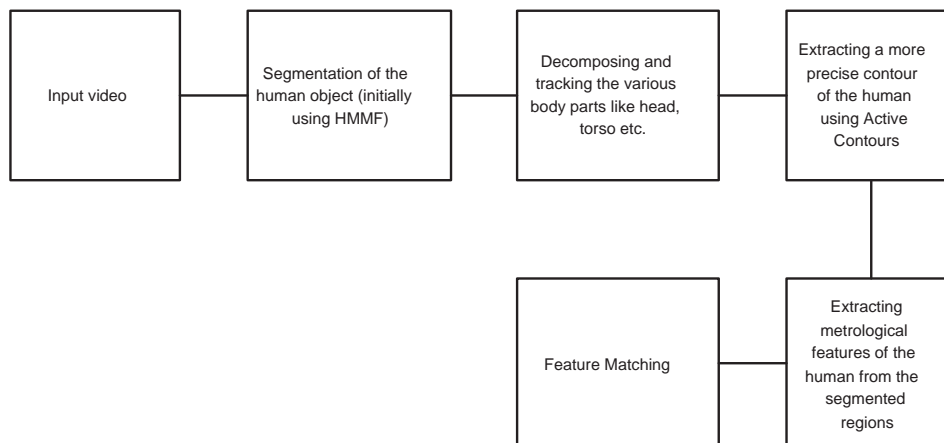 Input video
Segmentation of the
human object (initially
using HMMF)
Decomposing and
tracking the various
body parts like head,
torso etc.
Extracting a more
precise contour
of the human
using Active
Contours
Feature Matching
Extracting
metrological
features of the
human from the
segmented
regions